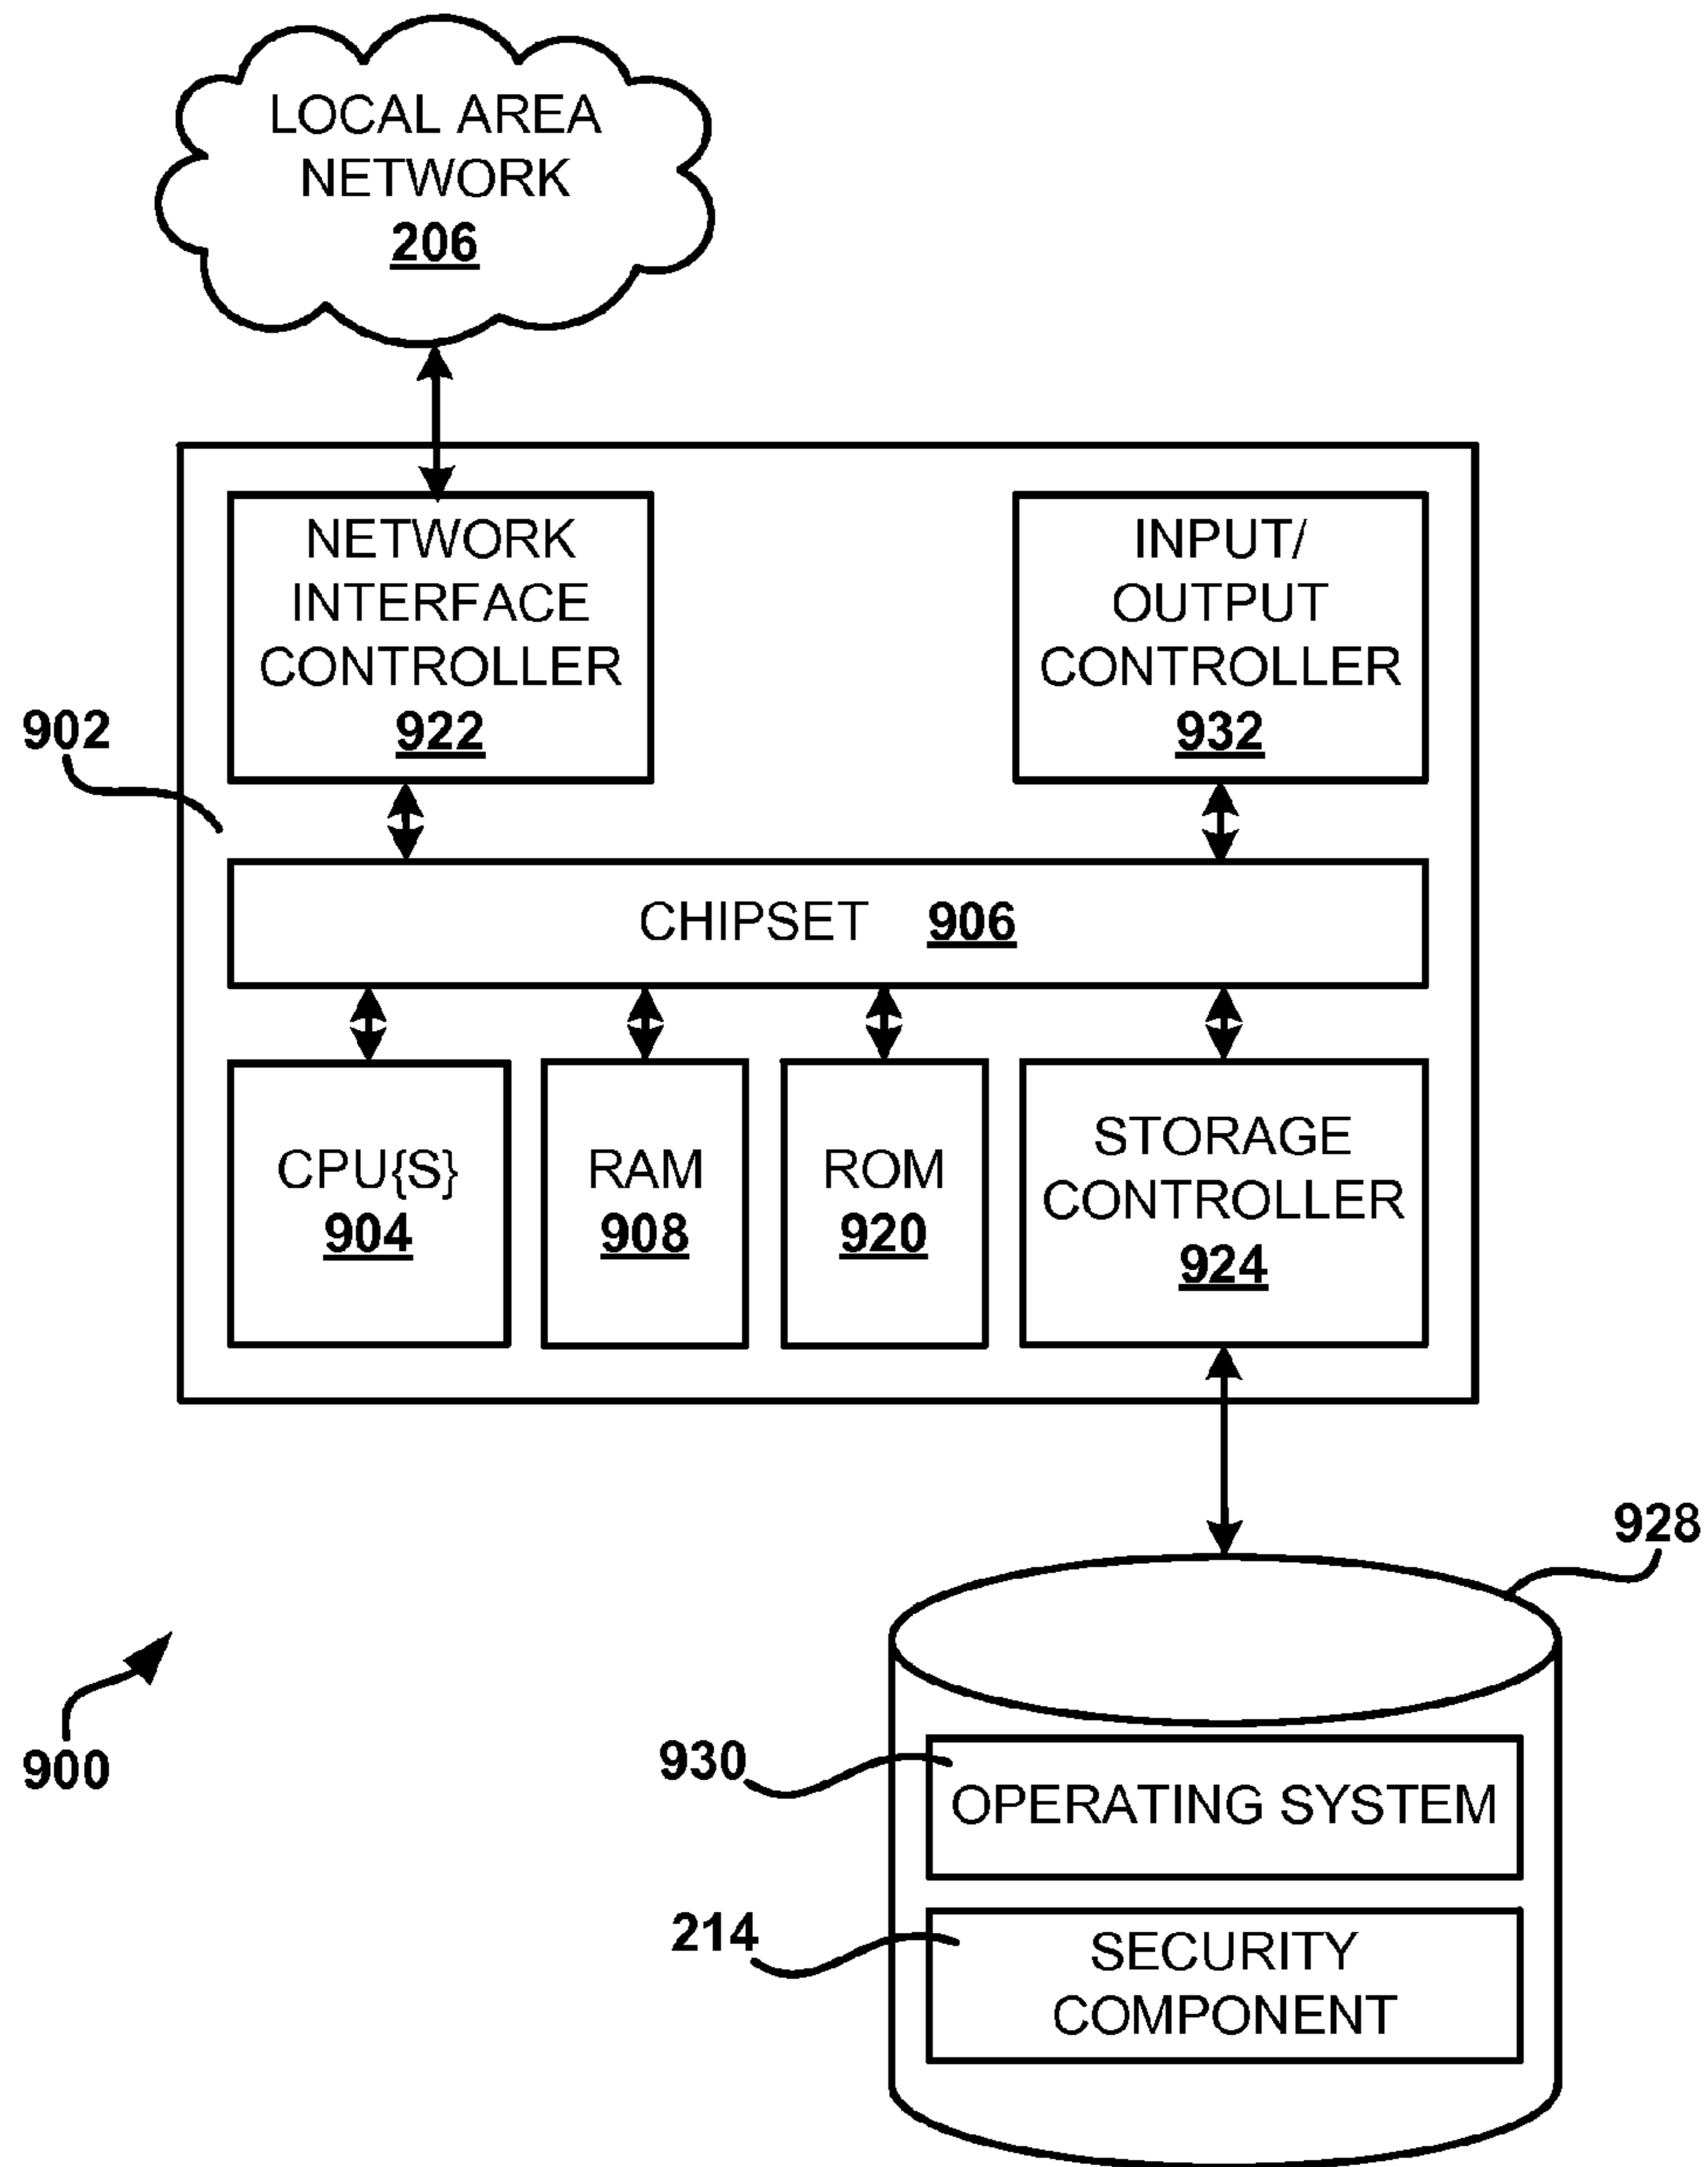 LOCAL AREA
NETWORK
206
NETWORK
INTERFACE
CONTROLLER
922
INPUT/
OUTPUT
CONTROLLER
932
902
CHIPSET 906
CPU{S}
904
RAM
908
ROM
920
STORAGE
CONTROLLER
924
928
900
930
OPERATING SYSTEM
214
SECURITY
COMPONENT